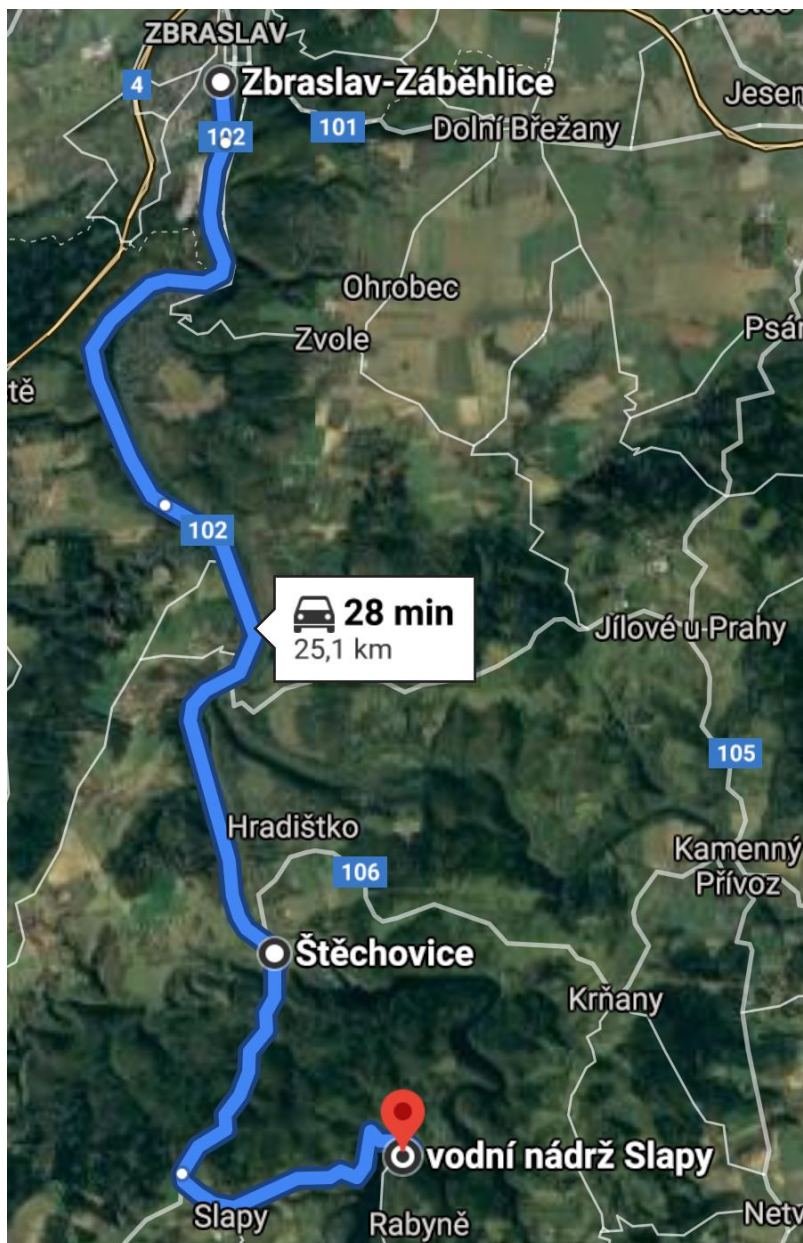 ZBRASLAV
4
Zbraslav-Záběhlice
Jesen
102
101
Dolní Břežany
Ohrobec
Zvole
Psár
tě
102
28 min
25,1 km
Jílové u Prahy
105
Hradištko
106
Kamenný
Přívoz
Štěchovice
Krňany
vodní nádrž Slapy
Slapy
Rabyně
Netv